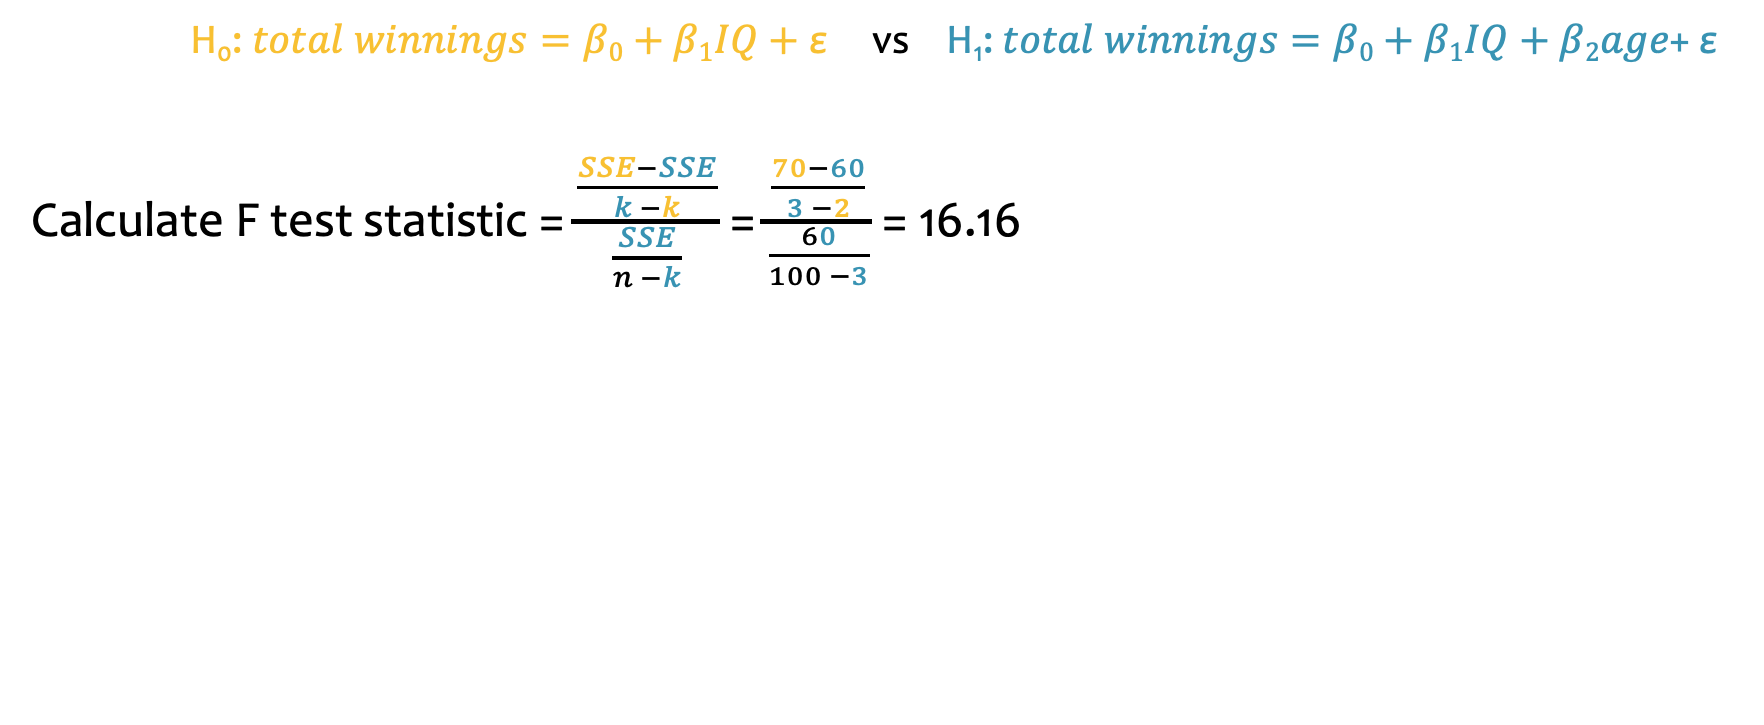 H₀: total winnings = β₀ + β₁IQ + ε vs H₁: total winnings = β₀ + β₁IQ + β₂age+ ε
SSE−SSE 70−60
k −k 3 −2
Calculate F test statistic = = = 16.16
SSE 60
n −k 100 −3